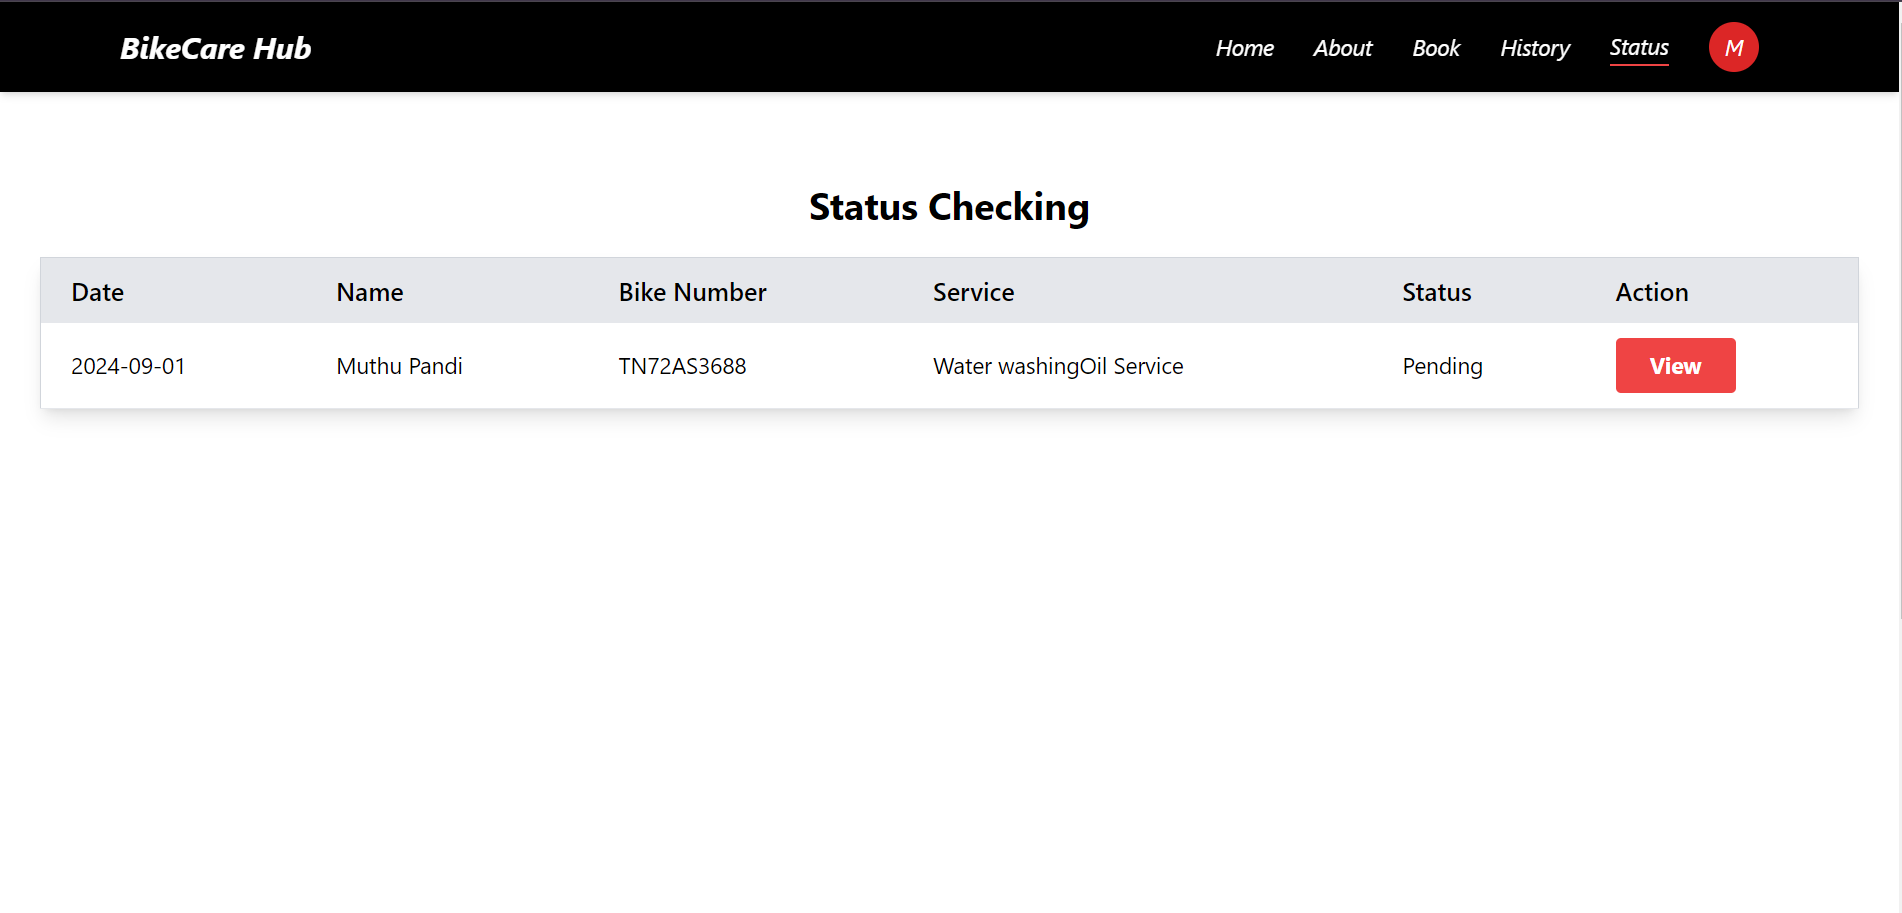 BikeCare Hub Home About Book History Status M
Status Checking
Date Name Bike Number Service Status Action
2024-09-01 Muthu Pandi TN72AS3688 Water washingOil Service Pending View